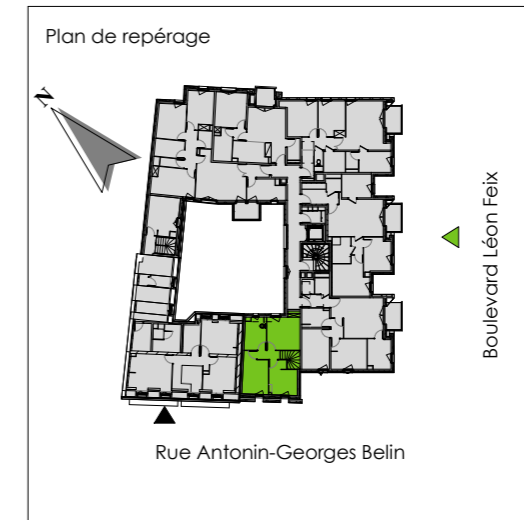 Plan de repérage
N
Boulevard Léon Feix
Rue Antonin-Georges Belin